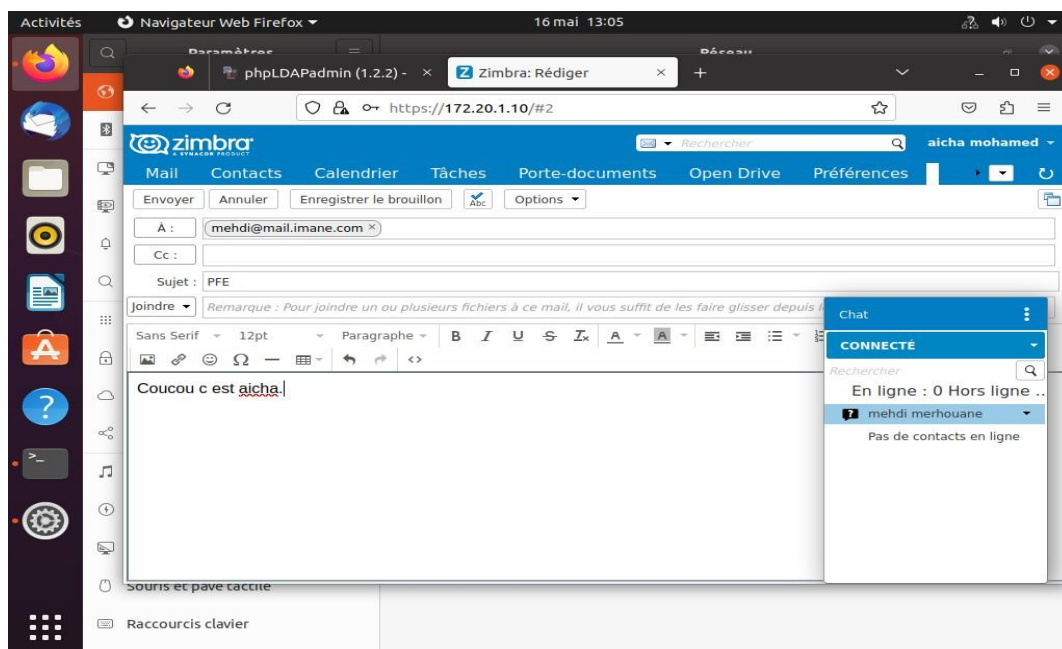 Activités Navigateur Web Firefox 16 mai 13:05
Paramètres Réseau
phpLDAPadmin (1.2.2) - × Zimbra: Rédiger × +
https://172.20.1.10/#2
zimbra Rechercher aicha mohamed
A SYNACOR PRODUCT
Mail Contacts Calendrier Tâches Porte-documents Open Drive Préférences
Envoyer Annuler Enregistrer le brouillon Abc Options
À : mehdi@mail.imane.com ×
Cc :
Sujet : PFE
Joindre Remarque : Pour joindre un ou plusieurs fichiers à ce mail, il vous suffit de les faire glisser depuis
Chat
Sans Serif 12pt Paragraphe B I U S Ix A A
CONNECTÉ
Rechercher
Coucou c est aicha.
En ligne : 0 Hors ligne ..
mehdi merhouane
Pas de contacts en ligne
Souris et pavé tactile
Raccourcis clavier